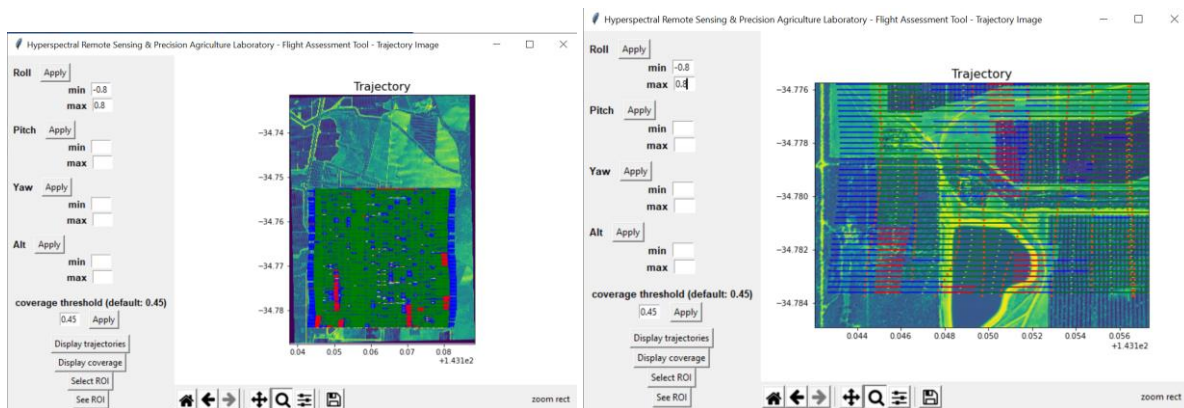 Hyperspectral Remote Sensing & Precision Agriculture Laboratory - Flight Assessment Tool - Trajectory Image
Roll Apply
min -0.8
max 0.8
Pitch Apply
min
max
Yaw Apply
min
max
Alt Apply
min
max
coverage threshold (default: 0.45)
0.45 Apply
Display trajectories
Display coverage
Select ROI
See ROI
Trajectory
−34.74
−34.75
−34.76
−34.77
−34.78
0.04 0.05 0.06 0.07 0.08
+1.431e2
zoom rect
Hyperspectral Remote Sensing & Precision Agriculture Laboratory - Flight Assessment Tool - Trajectory Image
Roll Apply
min -0.8
max 0.8
Pitch Apply
min
max
Yaw Apply
min
max
Alt Apply
min
max
coverage threshold (default: 0.45)
0.45 Apply
Display trajectories
Display coverage
Select ROI
See ROI
Trajectory
−34.776
−34.778
−34.780
−34.782
−34.784
0.044 0.046 0.048 0.050 0.052 0.054 0.056
+1.431e2
zoom rect